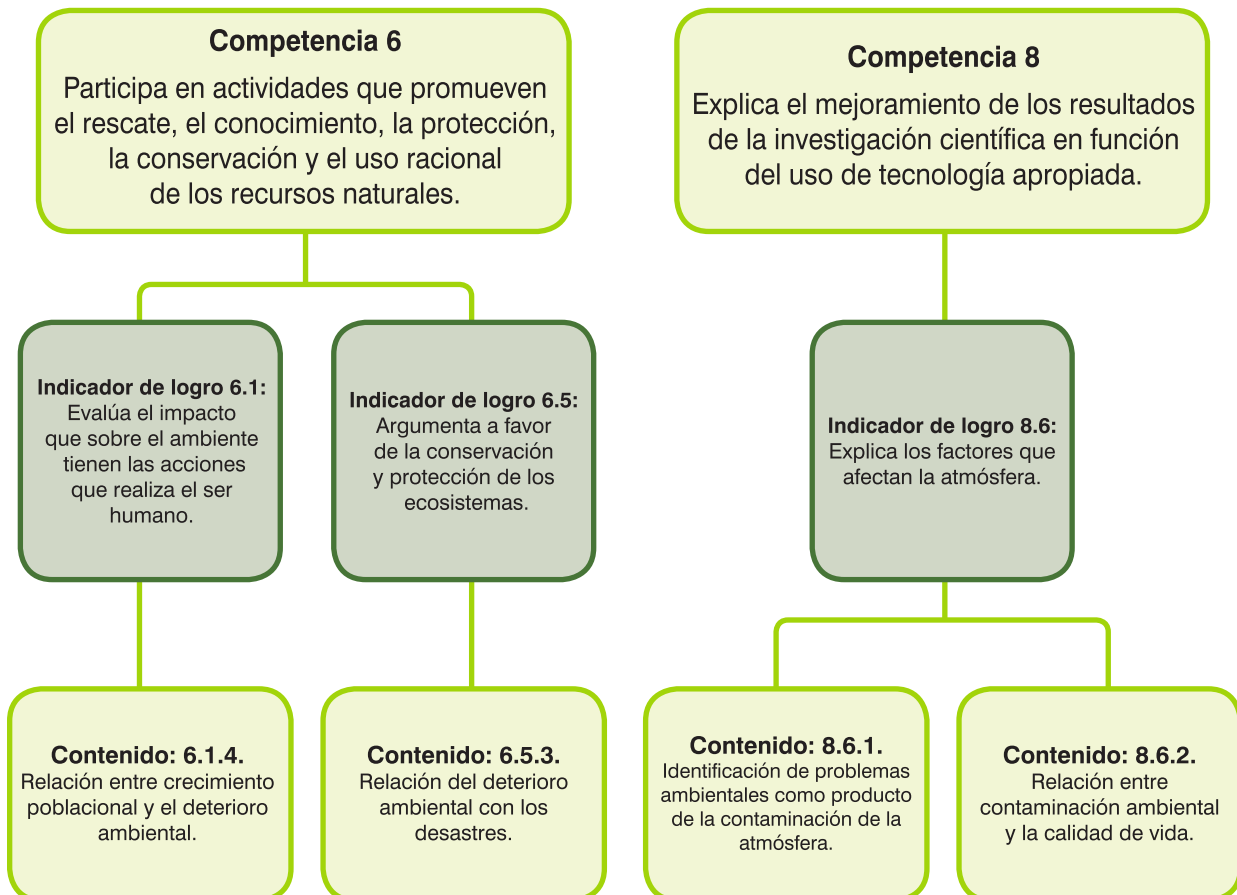 Competencia 6
Participa en actividades que promueven
el rescate, el conocimiento, la protección,
la conservación y el uso racional
de los recursos naturales.
Competencia 8
Explica el mejoramiento de los resultados
de la investigación científica en función
del uso de tecnología apropiada.
Indicador de logro 6.1:
Evalúa el impacto
que sobre el ambiente
tienen las acciones
que realiza el ser
humano.
Indicador de logro 6.5:
Argumenta a favor
de la conservación
y protección de los
ecosistemas.
Indicador de logro 8.6:
Explica los factores que
afectan la atmósfera.
Contenido: 6.1.4.
Relación entre crecimiento
poblacional y el deterioro
ambiental.
Contenido: 6.5.3.
Relación del deterioro
ambiental con los
desastres.
Contenido: 8.6.1.
Identificación de problemas
ambientales como producto
de la contaminación de la
atmósfera.
Contenido: 8.6.2.
Relación entre
contaminación ambiental
y la calidad de vida.